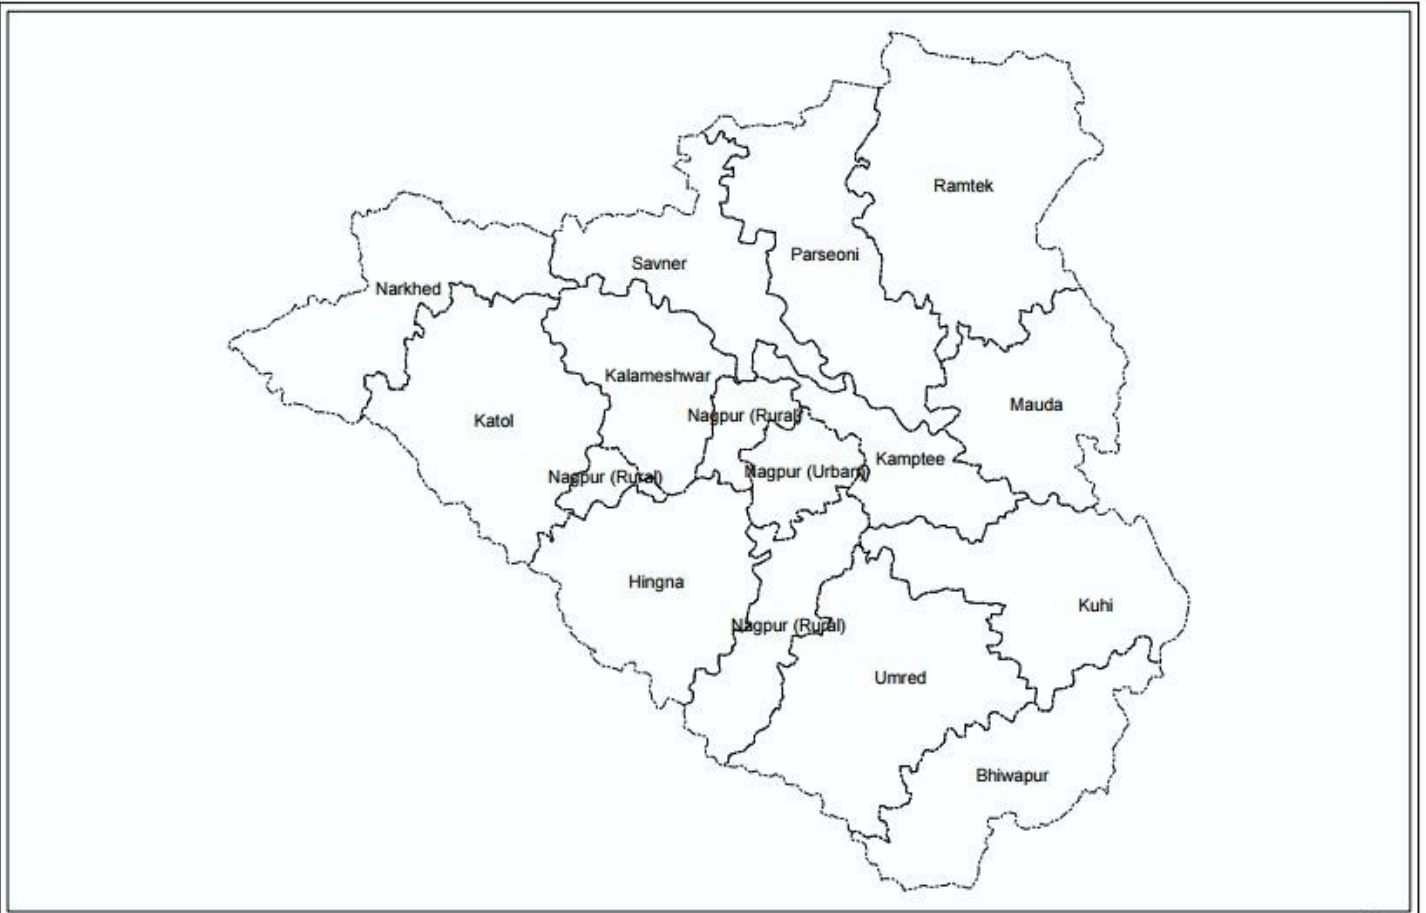 Ramtek
Parseoni
Savner
Narkhed
Kalameshwar
Mauda
Nagpur (Rural)
Katol
Kamptee
Nagpur (Urban)
Nagpur (Rural)
Hingna
Kuhi
Nagpur (Rural)
Umred
Bhiwapur